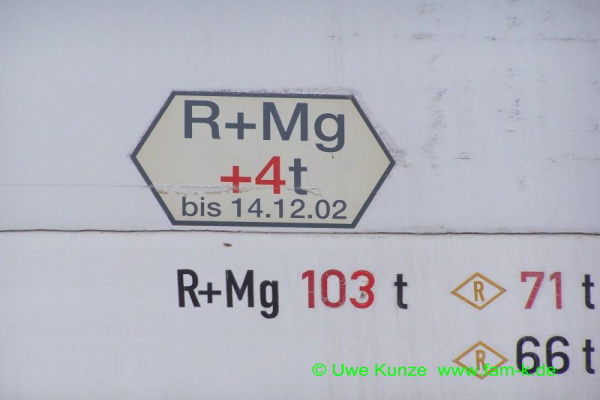 R+Mg
+4t
bis 14.12.02
R+Mg 103 t R 71 t
R 66 t
© Uwe Kunze www.fam-k.de